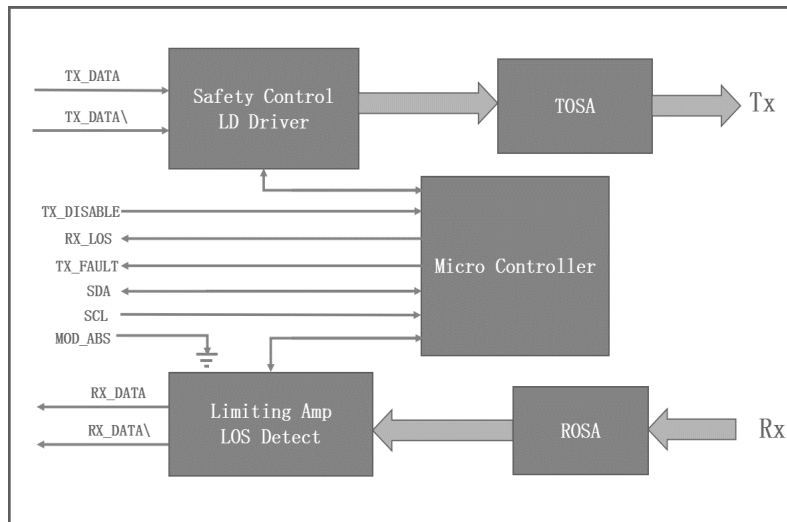 TX_DATA
Safety Control
LD Driver
TOSA
Tx
TX_DATA\
TX_DISABLE
RX_LOS
TX_FAULT
Micro Controller
SDA
SCL
MOD_ABS
RX_DATA
Limiting Amp
LOS Detect
ROSA
Rx
RX_DATA\